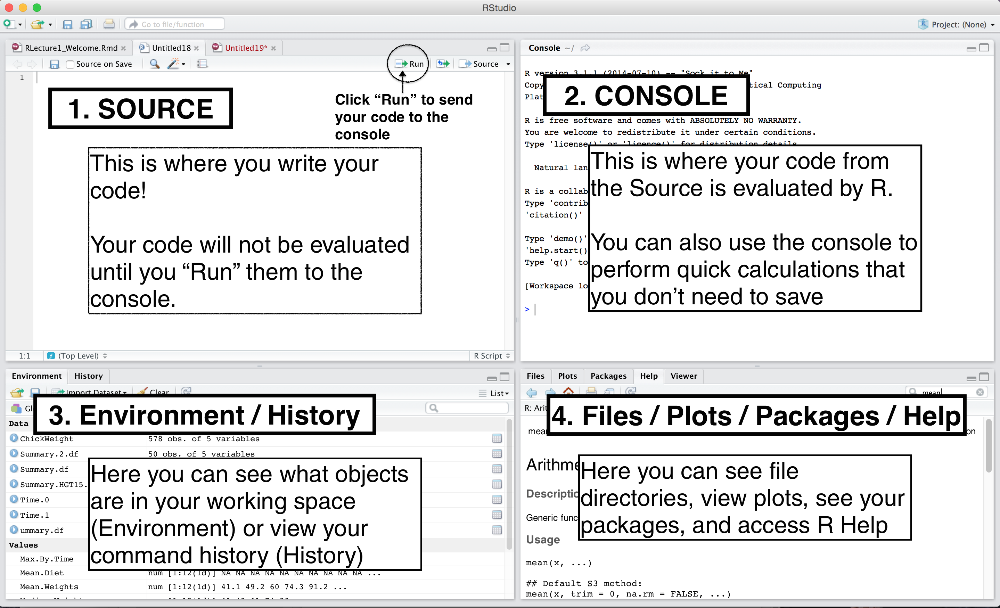 RStudio
Go to file/function
Project: (None)
RLecture1_Welcome.Rmd
Untitled18
Untitled19*
Source on Save
Run
Source
1
1. SOURCE
Click “Run” to send
your code to the
console
This is where you write your
code!
Your code will not be evaluated
until you “Run” them to the
console.
1:1
(Top Level)
R Script
Console ~/
R version 3.1.1 (2014-07-10) -- "Sock it to Me"
Copy
tical Computing
Plat
2. CONSOLE
R is free software and comes with ABSOLUTELY NO WARRANTY.
You are welcome to redistribute it under certain conditions.
Type 'license()' or 'licence()' for distribution details
Natural lan
R is a collab
Type 'contrib
'citation()'
Type 'demo()'
'help.start()
Type 'q()' to
[Workspace lo
>
This is where your code from
the Source is evaluated by R.
You can also use the console to
perform quick calculations that
you don’t need to save
Environment
History
Import Dataset
Clear
List
Gl
3. Environment / History
Data
ChickWeight 578 obs. of 5 variables
Summary.2.df 50 obs. of 5 variables
Summary.df
Summary.HGT15.
Time.0
Time.1
ummary.df
Values
Max.By.Time
Mean.Diet num [1:12(1d)] NA NA NA NA NA NA NA NA NA NA ...
Mean.Weights num [1:12(1d)] 41.1 49.2 60 74.3 91.2 ...
Here you can see what objects
are in your working space
(Environment) or view your
command history (History)
Files
Plots
Packages
Help
Viewer
mean
R: Arit
4. Files / Plots / Packages / Help
mea
on
Arithme
Descriptio
Generic func
Usage
mean(x, ...)
## Default S3 method:
mean(x, trim = 0, na.rm = FALSE, ...)
Here you can see file
directories, view plots, see your
packages, and access R Help